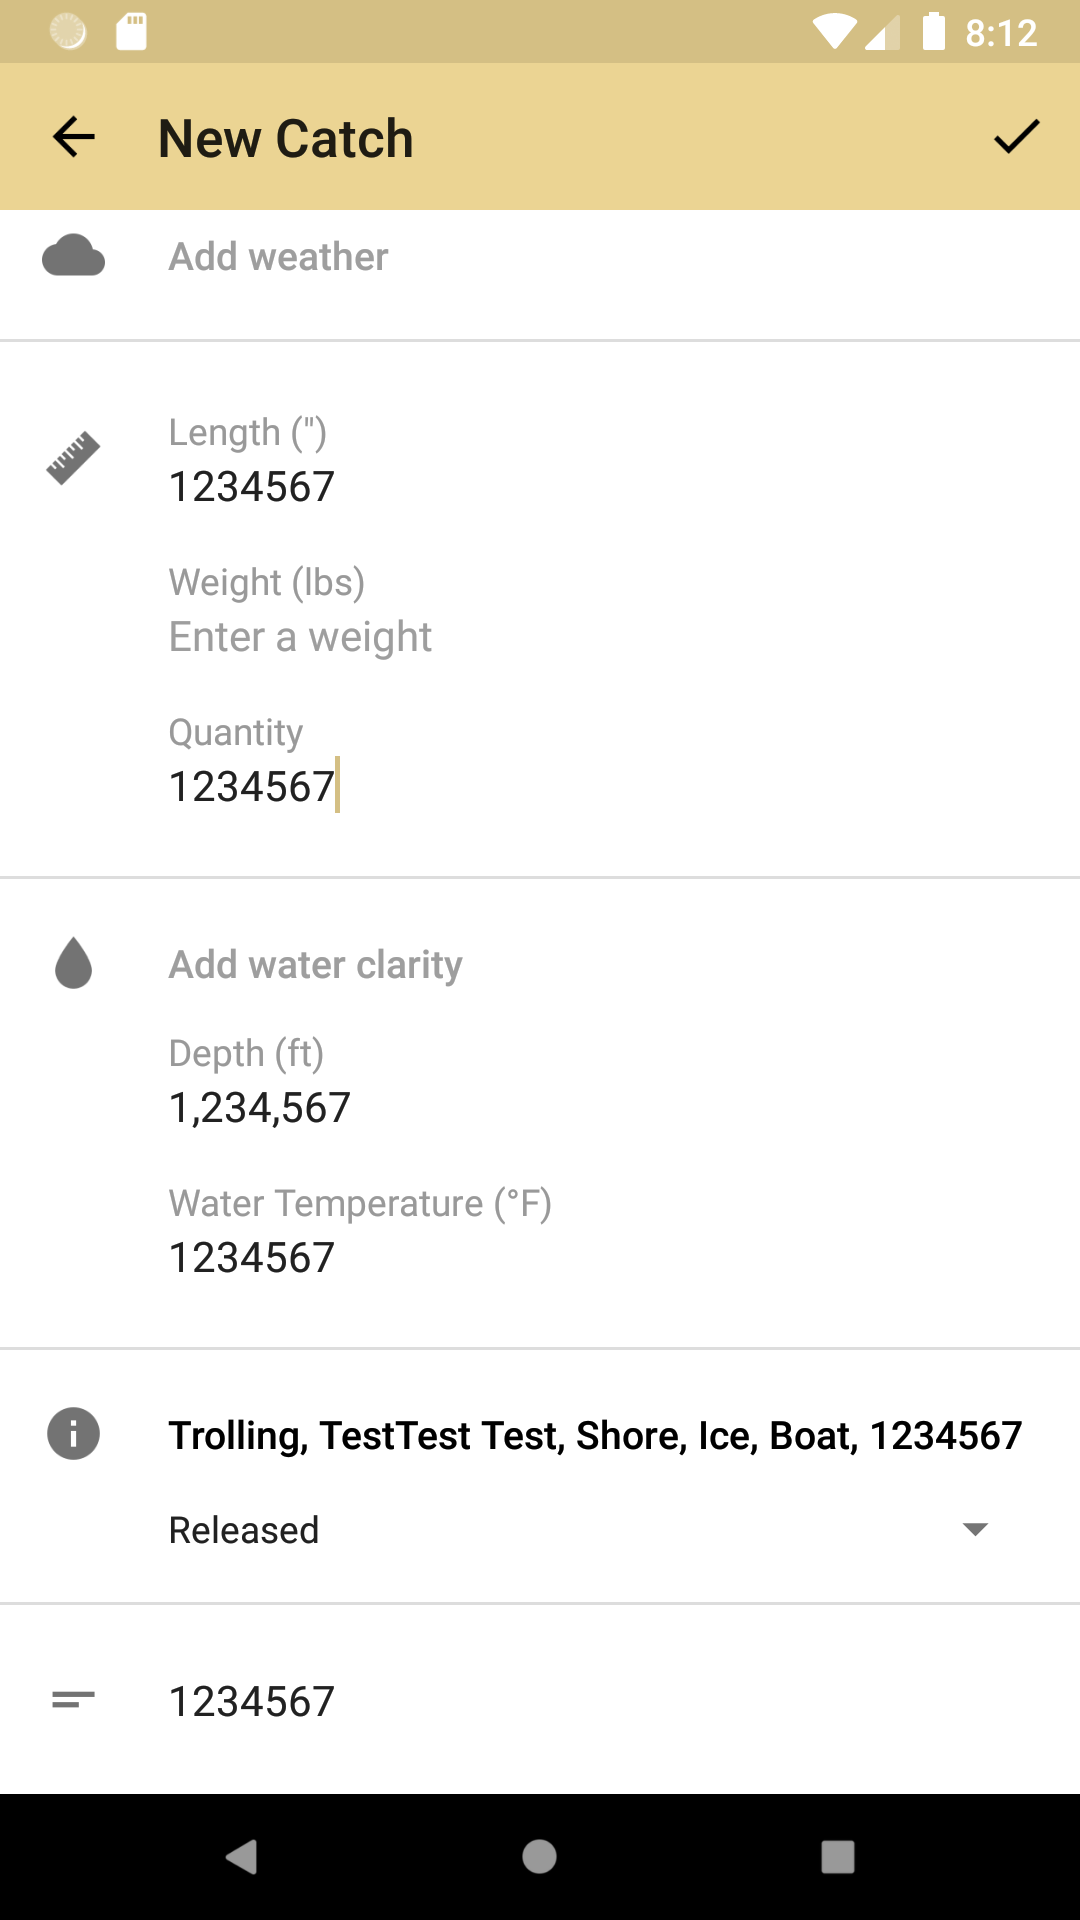 8:12
New Catch
Add weather
Length (")
1234567
Weight (lbs)
Enter a weight
Quantity
1234567
Add water clarity
Depth (ft)
1,234,567
Water Temperature (°F)
1234567
Trolling, TestTest Test, Shore, Ice, Boat, 1234567
Released
1234567